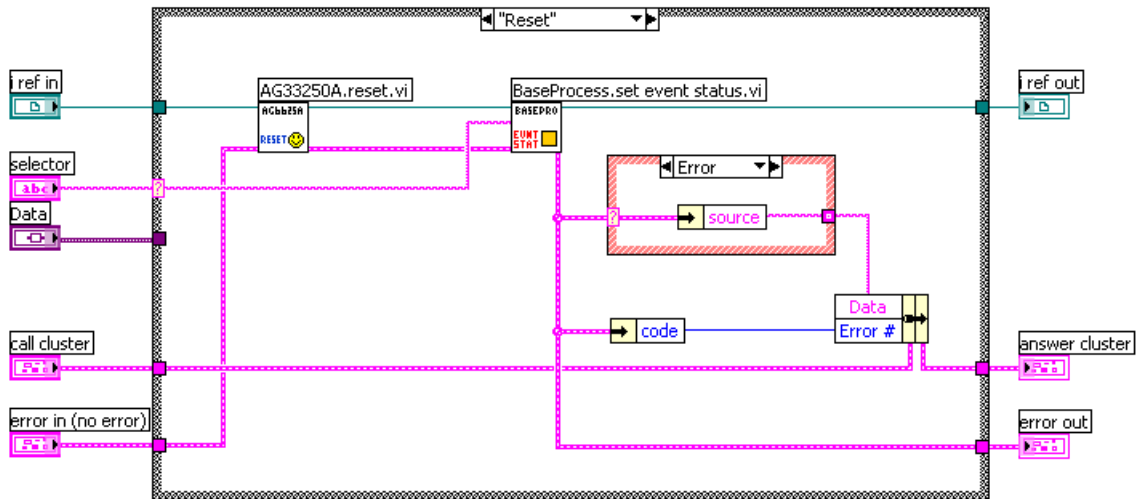 "Reset"
i ref in
AG33250A.reset.vi
BaseProcess.set event status.vi
i ref out
RESET
BASEPRO
EVNT
STAT
selector
abc
Error
?
Data
?
source
Data
code
Error #
call cluster
answer cluster
error in (no error)
error out